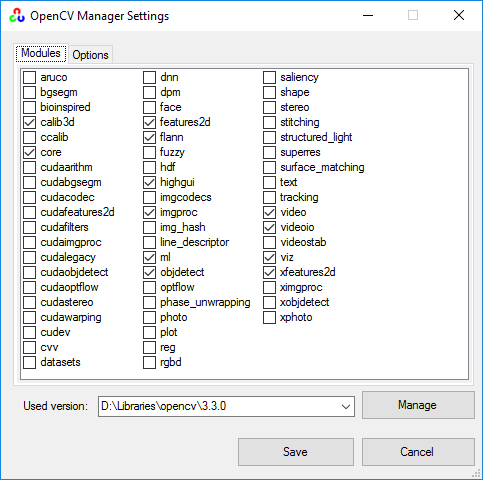 OpenCV Manager Settings
Modules Options
aruco
bgsegm
bioinspired
calib3d
ccalib
core
cudaarithm
cudabgsegm
cudacodec
cudafeatures2d
cudafilters
cudaimgproc
cudalegacy
cudaobjdetect
cudaoptflow
cudastereo
cudawarping
cudev
cvv
datasets
dnn
dpm
face
features2d
flann
fuzzy
hdf
highgui
imgcodecs
imgproc
img_hash
line_descriptor
ml
objdetect
optflow
phase_unwrapping
photo
plot
reg
rgbd
saliency
shape
stereo
stitching
structured_light
superres
surface_matching
text
tracking
video
videoio
videostab
viz
xfeatures2d
ximgproc
xobjdetect
xphoto
Used version: D:\Libraries\opencv\3.3.0 Manage
Save Cancel